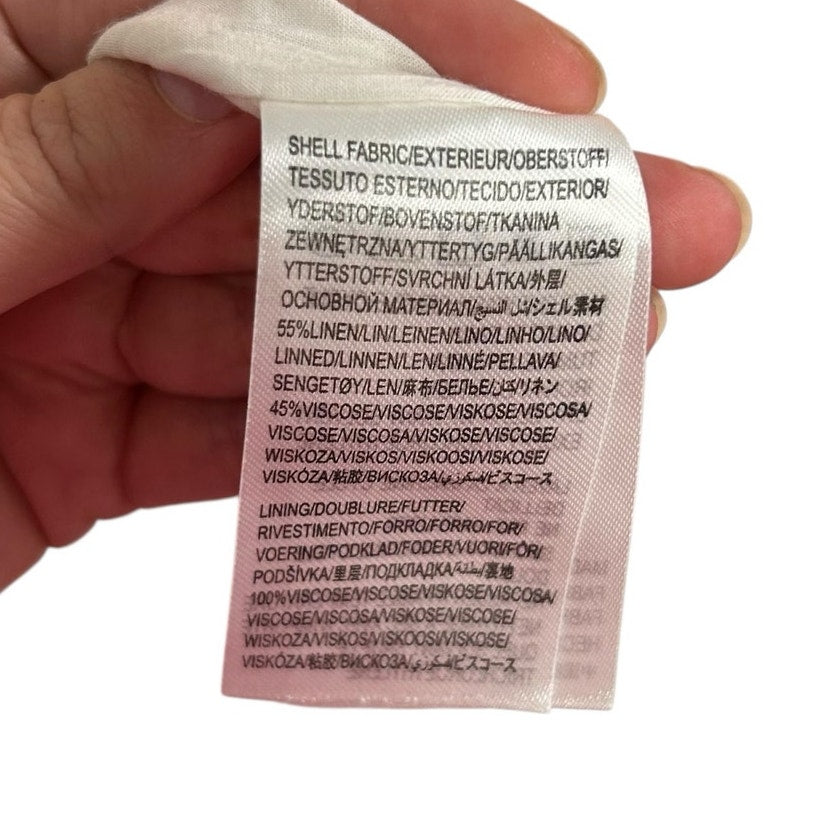 SHELL FABRIC/EXTERIEUR/OBERSTOFF/
TESSUTO ESTERNO/TECIDO/EXTERIOR/
YDERSTOF/BOVENSTOF/TKANINA
ZEWNĘTRZNA/YTTERTYG/PÄÄLLIKANGAS/
YTTERSTOFF/SVRCHNÍ LÁTKA/外层/
ОСНОВНОЙ МАТЕРИАЛ/シェル素材
55%LINEN/LIN/LEINEN/LINO/LINHO/LINO/
LINNED/LINNEN/LEN/LINNÉ/PELLAVA/
SENGETØY/LEN/麻布/БЕЛЬЕ/كتان/リネン
45%VISCOSE/VISCOSE/VISKOSE/VISCOSA/
VISCOSE/VISCOSA/VISKOSE/VISCOSE/
WISKOZA/VISKOS/VISKOOSI/VISKOSE/
VISKÓZA/粘胶/ВИСКОЗА/ビスコース
LINING/DOUBLURE/FUTTER/
RIVESTIMENTO/FORRO/FORRO/FOR/
VOERING/PODKLAD/FODER/VUORI/FÔR/
PODŠÍVKA/里层/ПОДКЛАДКА/بطانة/裏地
100%VISCOSE/VISCOSE/VISKOSE/VISCOSA/
VISCOSE/VISCOSA/VISKOSE/VISCOSE/
WISKOZA/VISKOS/VISKOOSI/VISKOSE/
VISKÓZA/粘胶/ВИСКОЗА/ビスコース